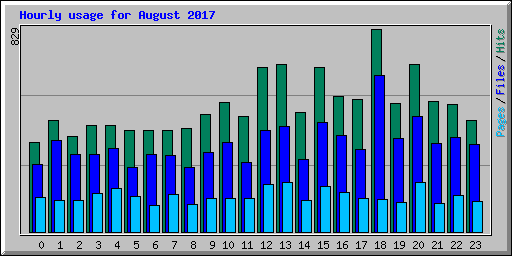 Hourly usage for August 2017
829
Pages / Files / Hits
0 1 2 3 4 5 6 7 8 9 10 11 12 13 14 15 16 17 18 19 20 21 22 23